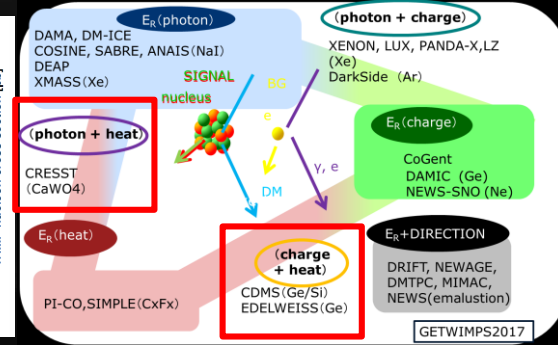 E_R(photon)
DAMA, DM-ICE
COSINE, SABRE, ANAIS(NaI)
DEAP
XMASS(Xe)
(photon + charge)
XENON, LUX, PANDA-X,LZ
(Xe)
DarkSide (Ar)
SIGNAL
nucleus
BG
e
DM
γ, e
(photon + heat)
CRESST
(CaWO4)
E_R(charge)
CoGent
DAMIC (Ge)
NEWS-SNO (Ne)
E_R(heat)
PI-CO,SIMPLE(CxFx)
(charge
+ heat)
CDMS(Ge/Si)
EDELWEISS(Ge)
E_R+DIRECTION
DRIFT, NEWAGE,
DMTPC, MIMAC,
NEWS(emalustion)
GETWIMPS2017